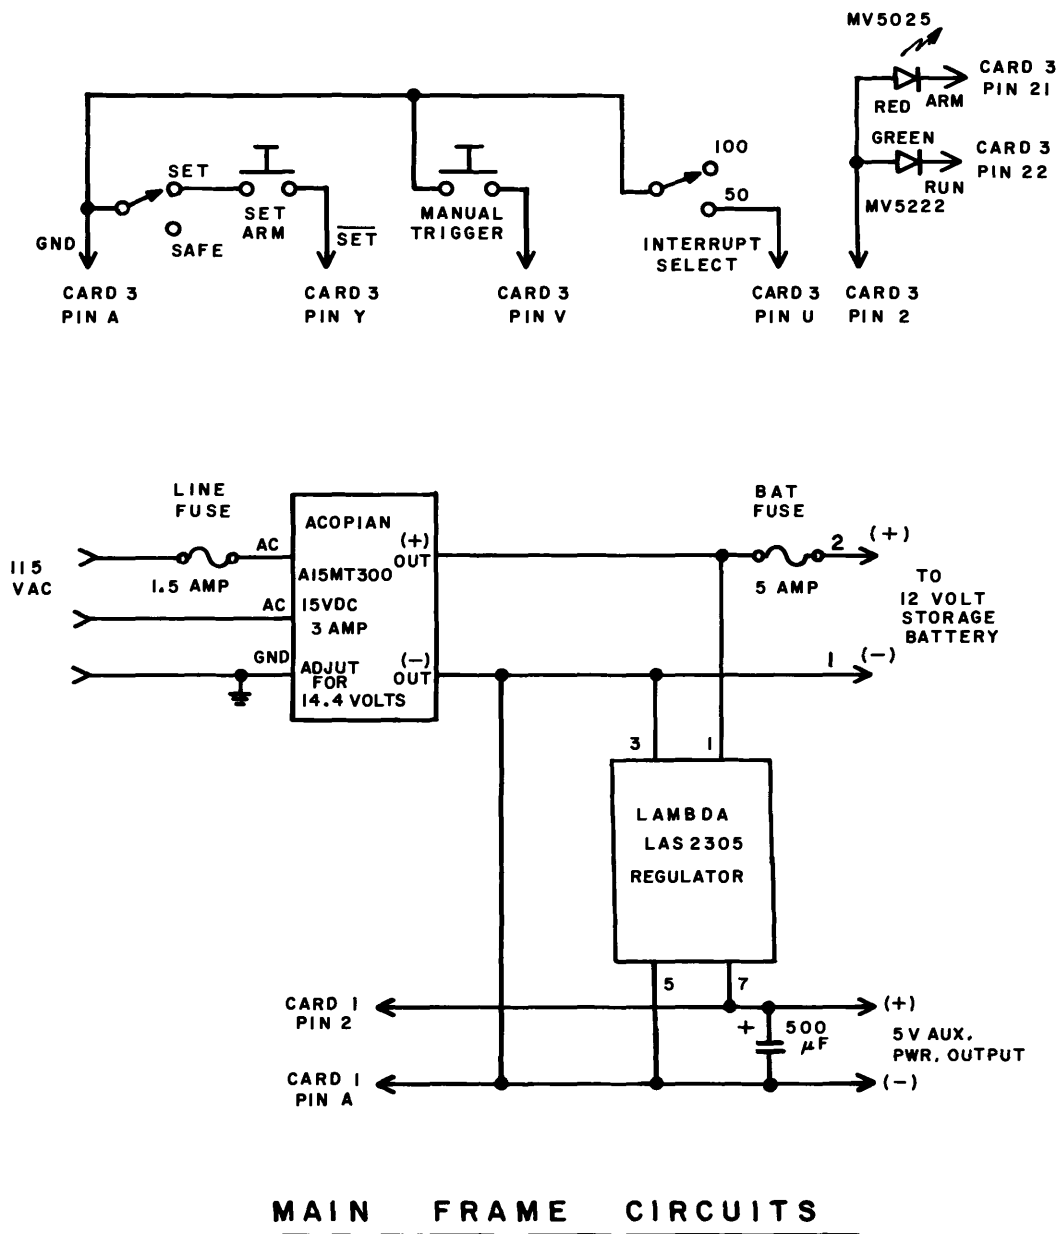 MV5025
CARD 3
PIN 21
RED ARM
GREEN
CARD 3
PIN 22
RUN
MV5222
100
50
SET
SAFE
SET
ARM
SET
MANUAL
TRIGGER
INTERRUPT
SELECT
GND
CARD 3
PIN A
CARD 3
PIN Y
CARD 3
PIN V
CARD 3
PIN U
CARD 3
PIN 2
LINE
FUSE
BAT
FUSE
115
VAC
1.5 AMP
AC
AC
GND
ACOPIAN
(+)
OUT
A15MT300
15VDC
3 AMP
(-)
OUT
ADJUT
FOR
14.4 VOLTS
5 AMP
2
(+)
TO
12 VOLT
STORAGE
BATTERY
1
(-)
3
1
LAMBDA
LAS2305
REGULATOR
5
7
CARD 1
PIN 2
+
500
µF
(+)
5V AUX.
PWR. OUTPUT
CARD 1
PIN A
(-)
MAIN FRAME CIRCUITS